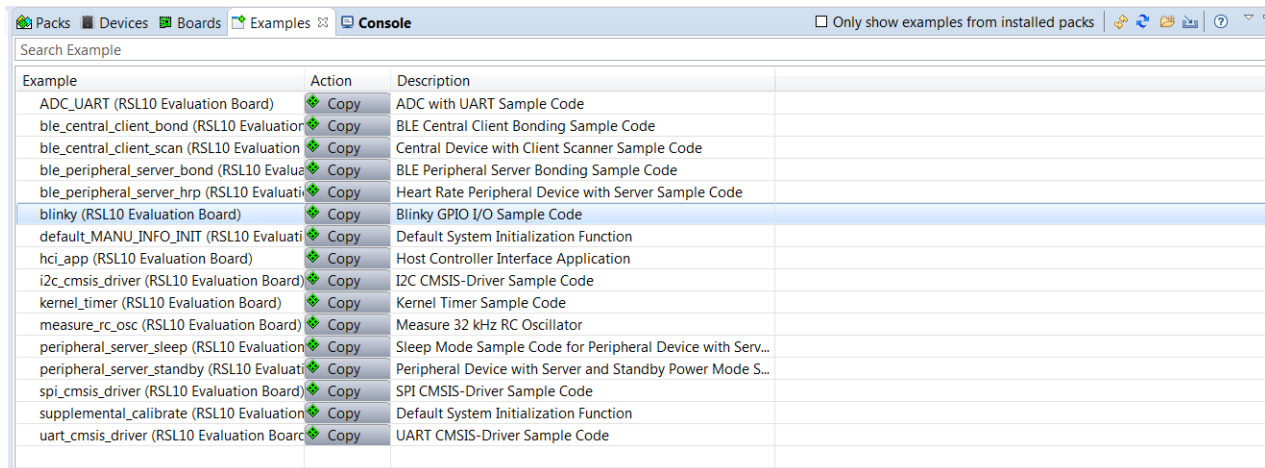 Packs Devices Boards Examples Console Only show examples from installed packs
Search Example
Example Action Description
ADC_UART (RSL10 Evaluation Board) Copy ADC with UART Sample Code
ble_central_client_bond (RSL10 Evaluation Copy BLE Central Client Bonding Sample Code
ble_central_client_scan (RSL10 Evaluation Copy Central Device with Client Scanner Sample Code
ble_peripheral_server_bond (RSL10 Evalua Copy BLE Peripheral Server Bonding Sample Code
ble_peripheral_server_hrp (RSL10 Evaluati Copy Heart Rate Peripheral Device with Server Sample Code
blinky (RSL10 Evaluation Board) Copy Blinky GPIO I/O Sample Code
default_MANU_INFO_INIT (RSL10 Evaluati Copy Default System Initialization Function
hci_app (RSL10 Evaluation Board) Copy Host Controller Interface Application
i2c_cmsis_driver (RSL10 Evaluation Board) Copy I2C CMSIS-Driver Sample Code
kernel_timer (RSL10 Evaluation Board) Copy Kernel Timer Sample Code
measure_rc_osc (RSL10 Evaluation Board) Copy Measure 32 kHz RC Oscillator
peripheral_server_sleep (RSL10 Evaluation Copy Sleep Mode Sample Code for Peripheral Device with Serv...
peripheral_server_standby (RSL10 Evaluati Copy Peripheral Device with Server and Standby Power Mode S...
spi_cmsis_driver (RSL10 Evaluation Board) Copy SPI CMSIS-Driver Sample Code
supplemental_calibrate (RSL10 Evaluation Copy Default System Initialization Function
uart_cmsis_driver (RSL10 Evaluation Board Copy UART CMSIS-Driver Sample Code